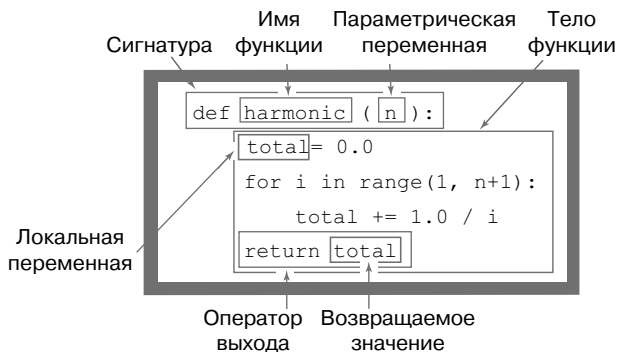 Имя Параметрическая Тело
Сигнатура функции переменная функции
def harmonic ( n ):
total= 0.0
for i in range(1, n+1):
total += 1.0 / i
return total
Локальная
переменная
Оператор Возвращаемое
выхода значение